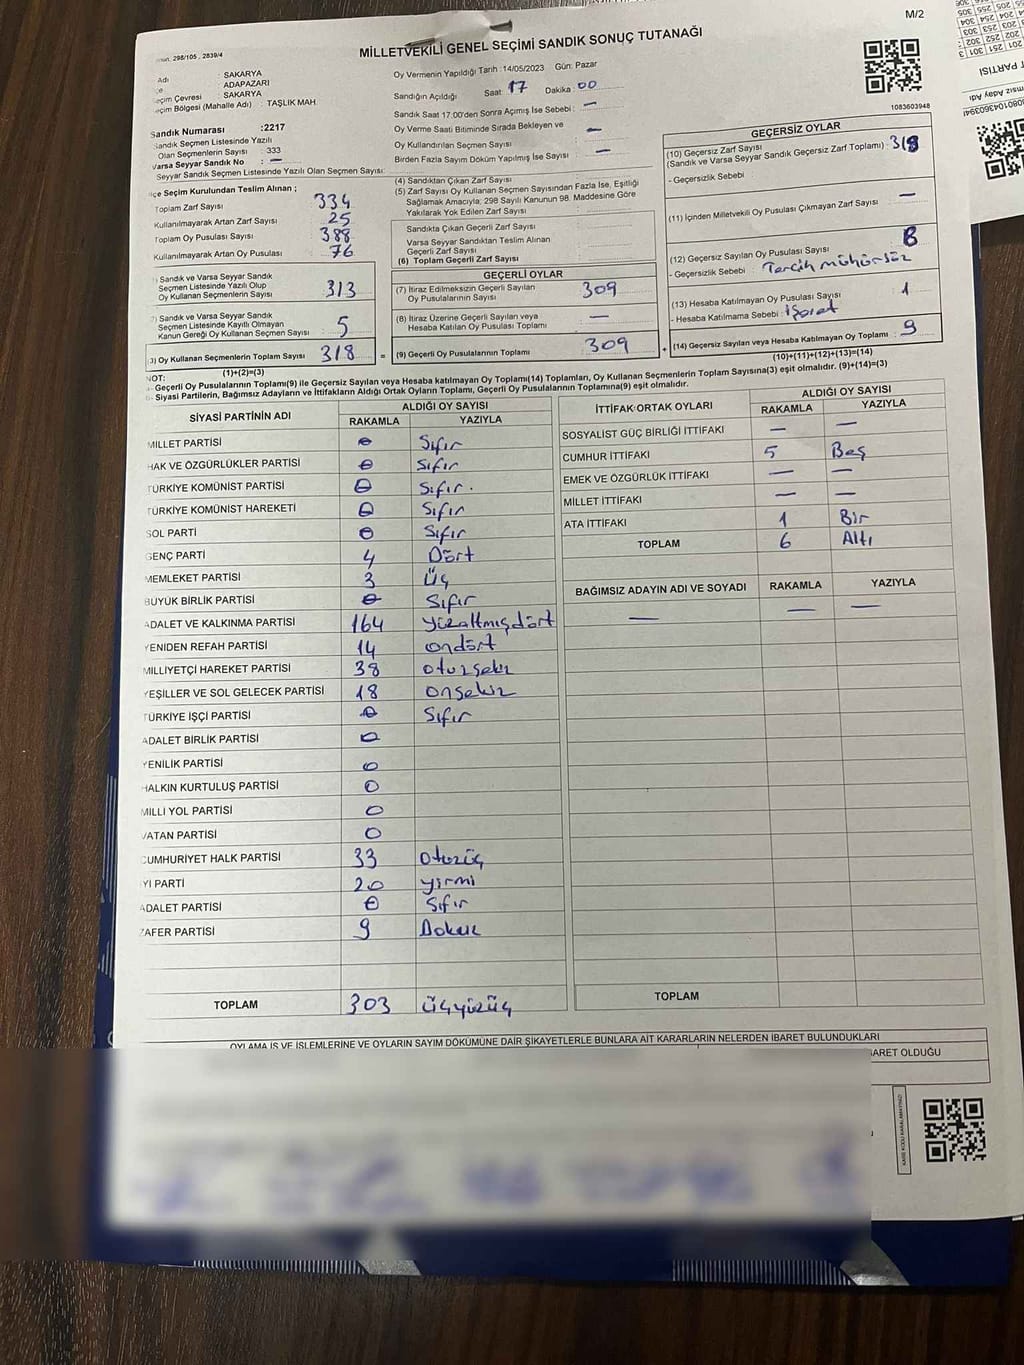 M/2
298/105, 2839/4
MİLLETVEKİLİ GENEL SEÇİMİ SANDIK SONUÇ TUTANAĞI
Adı : SAKARYA
ADAPAZARI
eçim Çevresi : SAKARYA
eçim Bölgesi (Mahalle Adı) : TAŞLIK MAH.
Sandık Numarası :2217
Sandık Seçmen Listesinde Yazılı
Olan Seçmenlerin Sayısı : 333
Varsa Seyyar Sandık No : —
Seyyar Sandık Seçmen Listesinde Yazılı Olan Seçmen Sayısı:
Oy Vermenin Yapıldığı Tarih :14/05/2023 Gün: Pazar
Sandığın Açıldığı Saat 17 Dakika : 00
Sandık Saat 17.00'den Sonra Açımış İse Sebebi : —
Oy Verme Saati Bitiminde Sırada Bekleyen ve
Oy Kullandırılan Seçmen Sayısı : —
Birden Fazla Sayım Döküm Yapılmış İse Sayısı : —
1083603948
lçe Seçim Kurulundan Teslim Alınan ;
Toplam Zarf Sayısı 334
Kullanılmayarak Artan Zarf Sayısı 25
Toplam Oy Pusulası Sayısı 388
Kullanılmayarak Artan Oy Pusulası 76
) Sandık ve Varsa Seyyar Sandık
Seçmen Listesinde Yazılı Olup
Oy Kullanan Seçmenlerin Sayısı 313
) Sandık ve Varsa Seyyar Sandık
Seçmen Listesinde Kayıtlı Olmayan
Kanun Gereği Oy Kullanan Seçmen Sayısı : 5
3) Oy Kullanan Seçmenlerin Toplam Sayısı 318 =
(1)+(2)=(3)
(4) Sandıktan Çıkan Zarf Sayısı :
(5) Zarf Sayısı Oy Kullanan Seçmen Sayısından Fazla İse, Eşitliği
Sağlamak Amacıyla, 298 Sayılı Kanunun 98. Maddesine Göre
Yakılarak Yok Edilen Zarf Sayısı :
Sandıkta Çıkan Geçerli Zarf Sayısı :
Varsa Seyyar Sandıktan Teslim Alınan
Geçerli Zarf Sayısı :
(6) Toplam Geçerli Zarf Sayısı :
GEÇERLİ OYLAR
(7) İtiraz Edilmeksizin Geçerli Sayılan
Oy Pusulalarının Sayısı : 309
(8) İtiraz Üzerine Geçerli Sayılan veya
Hesaba Katılan Oy Pusulası Toplamı : —
(9) Geçerli Oy Pusulalarının Toplamı : 309 +
GEÇERSİZ OYLAR
(10) Geçersiz Zarf Sayısı
(Sandık ve Varsa Seyyar Sandık Geçersiz Zarf Toplamı)
- Geçersizlik Sebebi
(11) İçinden Milletvekili Oy Pusulası Çıkmayan Zarf Sayısı —
(12) Geçersiz Sayılan Oy Pusulası Sayısı
- Geçersizlik Sebebi : Tercih mühürsüz
(13) Hesaba Katılmayan Oy Pusulası Sayısı 1
- Hesaba Katılmama Sebebi : işaret
(14) Geçersiz Sayılan veya Hesaba Katılmayan Oy Toplamı : 9
(10)+(11)+(12)+(13)=(14)
NOT:
- Geçerli Oy Pusulalarının Toplamı(9) ile Geçersiz Sayılan veya Hesaba katılmayan Oy Toplamı(14) Toplamları, Oy Kullanan Seçmenlerin Toplam Sayısına(3) eşit olmalıdır. (9)+(14)=(3)
- Siyasi Partilerin, Bağımsız Adayların ve İttifakların Aldığı Ortak Oyların Toplamı, Geçerli Oy Pusulalarının Toplamına(9) eşit olmalıdır.
SİYASİ PARTİNİN ADI ALDIĞI OY SAYISI
RAKAMLA YAZIYLA
MİLLET PARTİSİ 0 Sıfır
HAK VE ÖZGÜRLÜKLER PARTİSİ 0 Sıfır
TÜRKİYE KOMÜNİST PARTİSİ 0 Sıfır.
TÜRKİYE KOMÜNİST HAREKETİ 0 Sıfır
SOL PARTİ 0 Sıfır
GENÇ PARTİ 4 Dört
MEMLEKET PARTİSİ 3 Üç
BÜYÜK BİRLİK PARTİSİ 0 Sıfır
ADALET VE KALKINMA PARTİSİ 164 yüzaltmışdört
YENİDEN REFAH PARTİSİ 14 ondört
MİLLİYETÇİ HAREKET PARTİSİ 38 otuzsekiz
YEŞİLLER VE SOL GELECEK PARTİSİ 18 onsekiz
TÜRKİYE İŞÇİ PARTİSİ 0 Sıfır
ADALET BİRLİK PARTİSİ 0
YENİLİK PARTİSİ 0
HALKIN KURTULUŞ PARTİSİ 0
MİLLİ YOL PARTİSİ 0
VATAN PARTİSİ 0
CUMHURİYET HALK PARTİSİ 33 otuzüç
İYİ PARTİ 20 yirmi
ADALET PARTİSİ 0 Sıfır
ZAFER PARTİSİ 9 Dokuz
TOPLAM 303 üçyüzüç
İTTİFAK ORTAK OYLARI ALDIĞI OY SAYISI
RAKAMLA YAZIYLA
SOSYALİST GÜÇ BİRLİĞİ İTTİFAKI — —
CUMHUR İTTİFAKI 5 Beş
EMEK VE ÖZGÜRLÜK İTTİFAKI — —
MİLLET İTTİFAKI — —
ATA İTTİFAKI 1 Bir
TOPLAM 6 Altı
BAĞIMSIZ ADAYIN ADI VE SOYADI RAKAMLA YAZIYLA
— — —
TOPLAM
OYLAMA İŞ VE İŞLEMLERİNE VE OYLARIN SAYIM DÖKÜMÜNE DAİR ŞİKAYETLERLE BUNLARA AİT KARARLARIN NELERDEN İBARET BULUNDUKLARI
BARET OLDUĞU